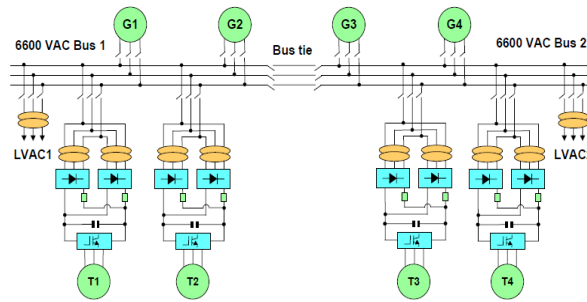 G1
G2
G3
G4
6600 VAC Bus 1
Bus tie
6600 VAC Bus 2
LVAC1
LVAC2
T1
T2
T3
T4